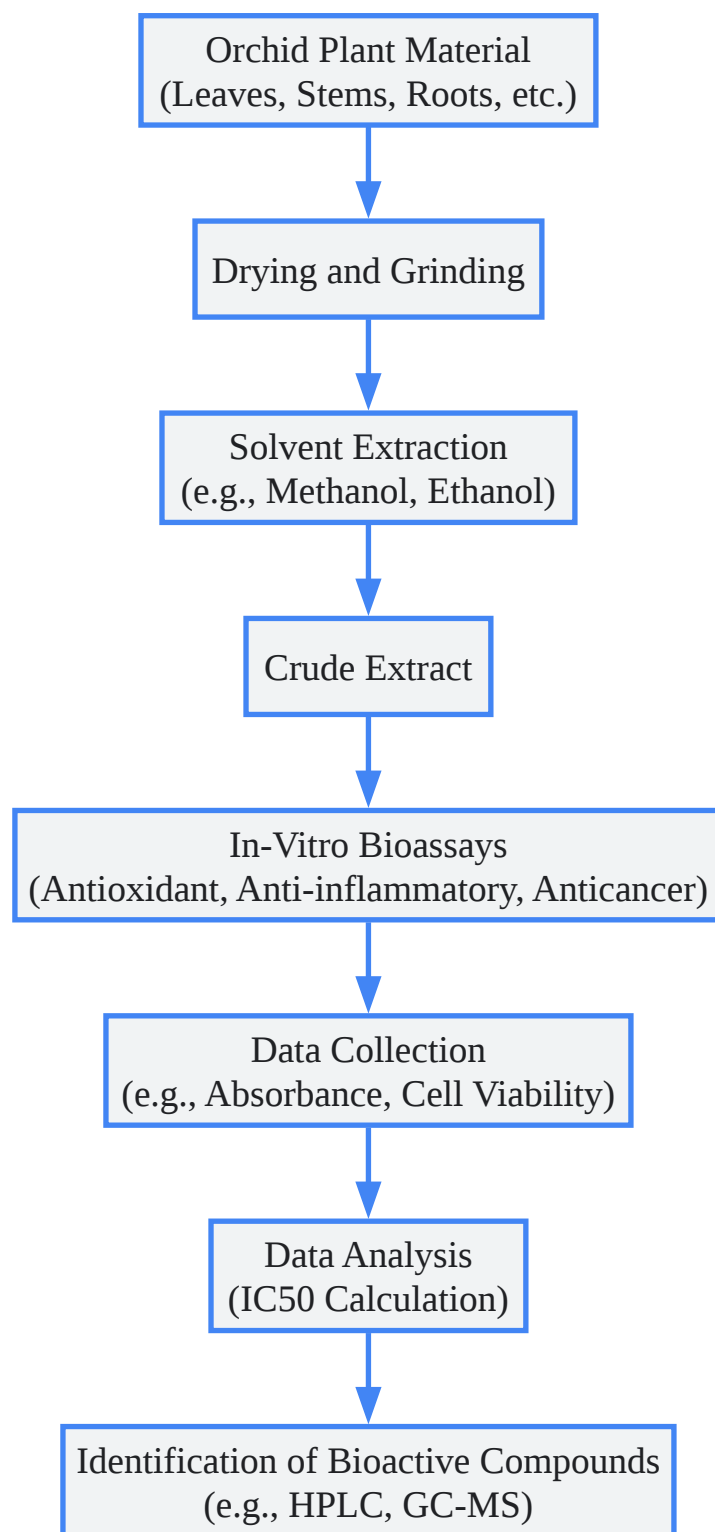 Orchid Plant Material
(Leaves, Stems, Roots, etc.)
Drying and Grinding
Solvent Extraction
(e.g., Methanol, Ethanol)
Crude Extract
In-Vitro Bioassays
(Antioxidant, Anti-inflammatory, Anticancer)
Data Collection
(e.g., Absorbance, Cell Viability)
Data Analysis
(IC50 Calculation)
Identification of Bioactive Compounds
(e.g., HPLC, GC-MS)